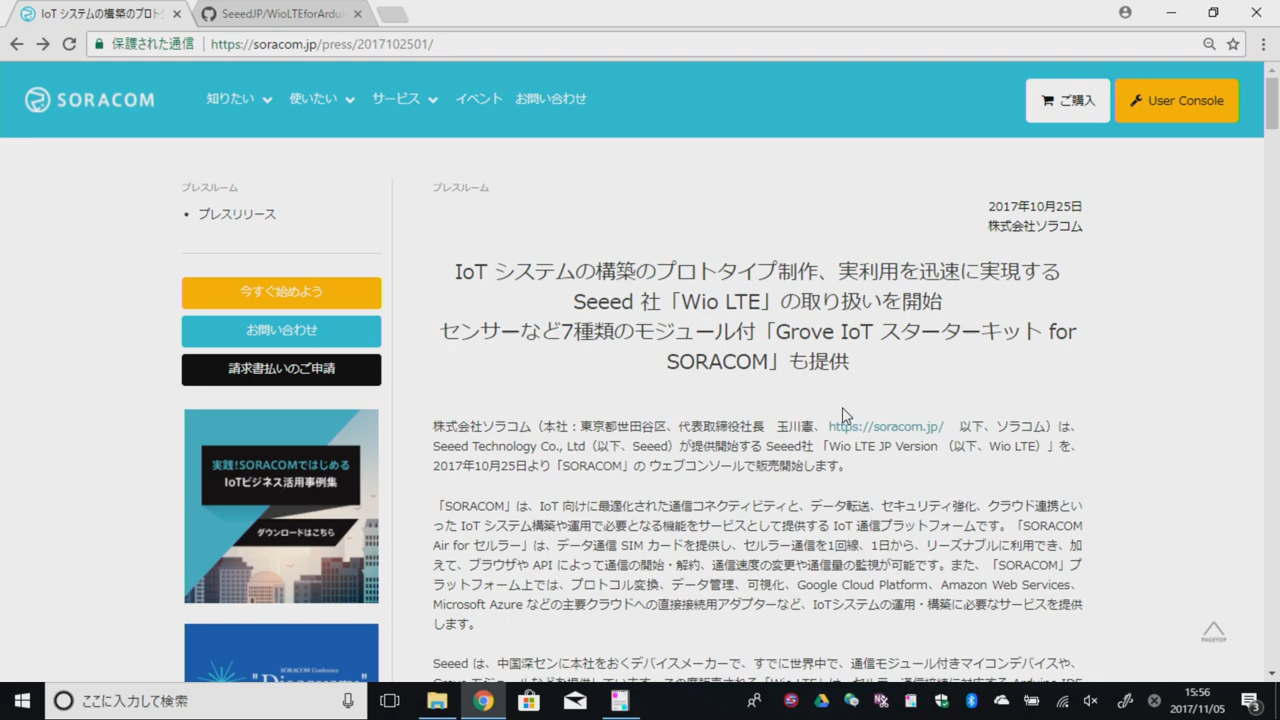 IoT システムの構築のプロト
SeeedJP/WioLTEforArdu
保護された通信
https://soracom.jp/press/2017102501/
SORACOM
知りたい
使いたい
サービス
イベント
お問い合わせ
ご購入
User Console
プレスルーム
プレスリリース
今すぐ始めよう
お問い合わせ
請求書払いのご申請
実践!SORACOMではじめる
IoTビジネス活用事例集
ダウンロードはこちら
SORACOM Conference
プレスルーム
2017年10月25日
株式会社ソラコム
IoT システムの構築のプロトタイプ制作、実利用を迅速に実現する
Seeed 社「Wio LTE」の取り扱いを開始
センサーなど7種類のモジュール付「Grove IoT スターターキット for
SORACOM」も提供
株式会社ソラコム（本社：東京都世田谷区、代表取締役社長　玉川憲、 https://soracom.jp/　以下、ソラコム）は、
Seeed Technology Co., Ltd（以下、Seeed）が提供開始する Seeed社 「Wio LTE JP Version （以下、Wio LTE）」を、
2017年10月25日より「SORACOM」の ウェブコンソールで販売開始します。
「SORACOM」は、IoT 向けに最適化された通信コネクティビティと、データ転送、セキュリティ強化、クラウド連携とい
った IoT システム構築や運用で必要となる機能をサービスとして提供する IoT 通信プラットフォームです。「SORACOM
Air for セルラー」は、データ通信 SIM カードを提供し、セルラー通信を1回線、1日から、リーズナブルに利用でき、加
えて、ブラウザや API によって通信の開始・解約、通信速度の変更や通信量の監視が可能です。また、「SORACOM」プ
ラットフォーム上では、プロトコル変換、データ管理、可視化、Google Cloud Platform、Amazon Web Services、
Microsoft Azure などの主要クラウドへの直接接続用アダプターなど、IoTシステムの運用・構築に必要なサービスを提供
します。
Seeed は、中国深センに本社をおくデバイスメーカーで、すでに世界中で、通信モジュール付きマイコンデバイスや、
PAGETOP
ここに入力して検索
15:56
2017/11/05
3